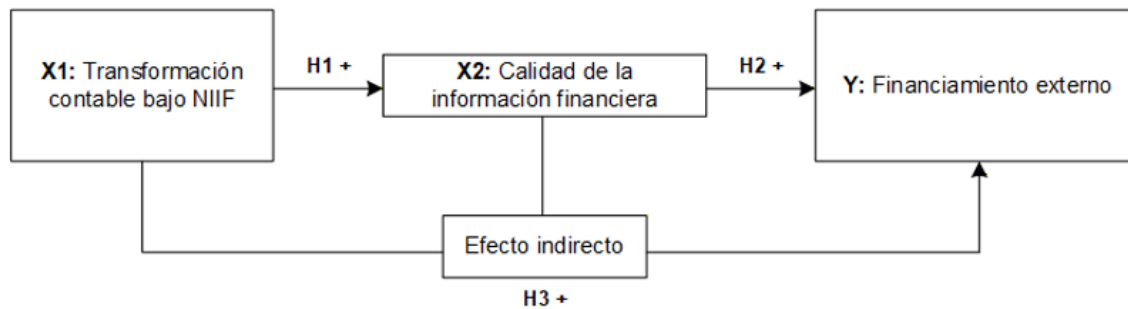 X1: Transformación
contable bajo NIIF
H1 +
X2: Calidad de la
información financiera
H2 +
Y: Financiamiento externo
Efecto indirecto
H3 +